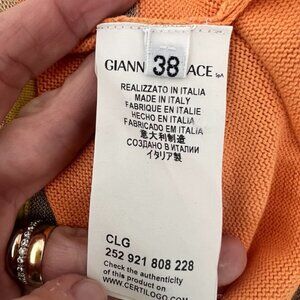 GIANN 38 ACE SpA
REALIZZATO IN ITALIA
MADE IN ITALY
FABRIQUE EN ITALIE
HECHO EN ITALIA
FABRICADO EM ITÁLIA
意大利制造
СОЗДАНО В ИТАЛИИ
イタリア製
CLG
252 921 808 228
Check the authenticity
of this product on
WWW.CERTILOGO.COM